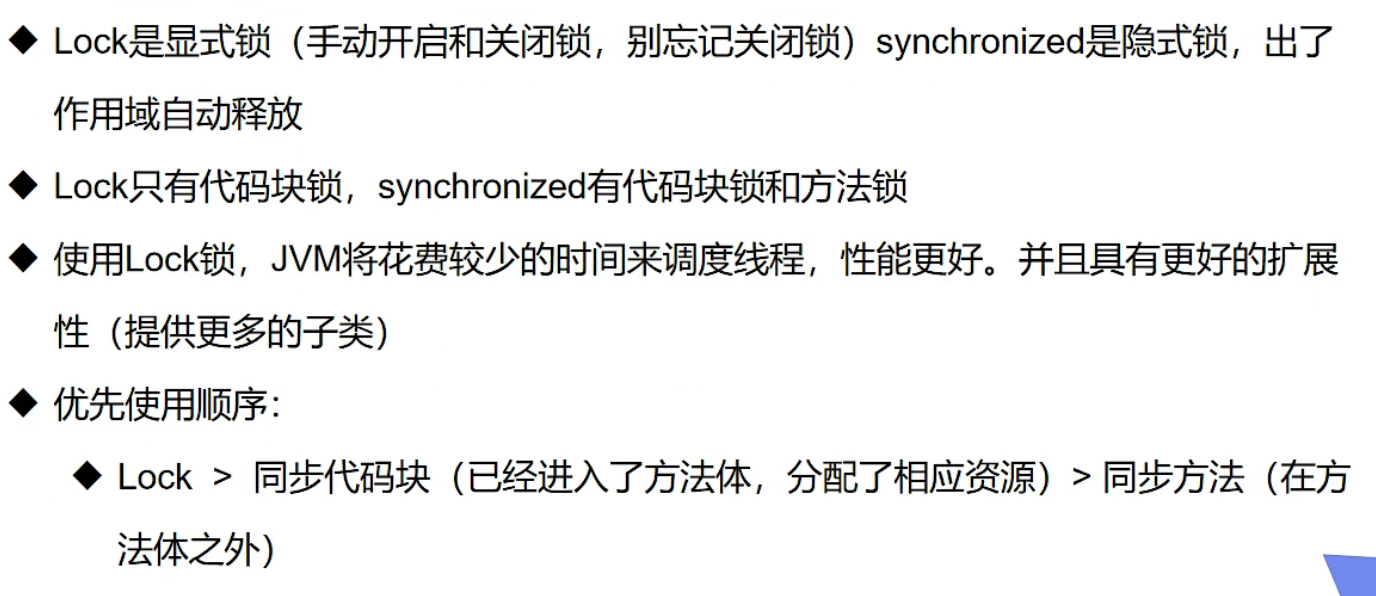 ◆ Lock是显式锁（手动开启和关闭锁，别忘记关闭锁）synchronized是隐式锁，出了
作用域自动释放
◆ Lock只有代码块锁，synchronized有代码块锁和方法锁
◆ 使用Lock锁，JVM将花费较少的时间来调度线程，性能更好。并且具有更好的扩展
性（提供更多的子类）
◆ 优先使用顺序：
◆ Lock > 同步代码块（已经进入了方法体，分配了相应资源）> 同步方法（在方
法体之外）